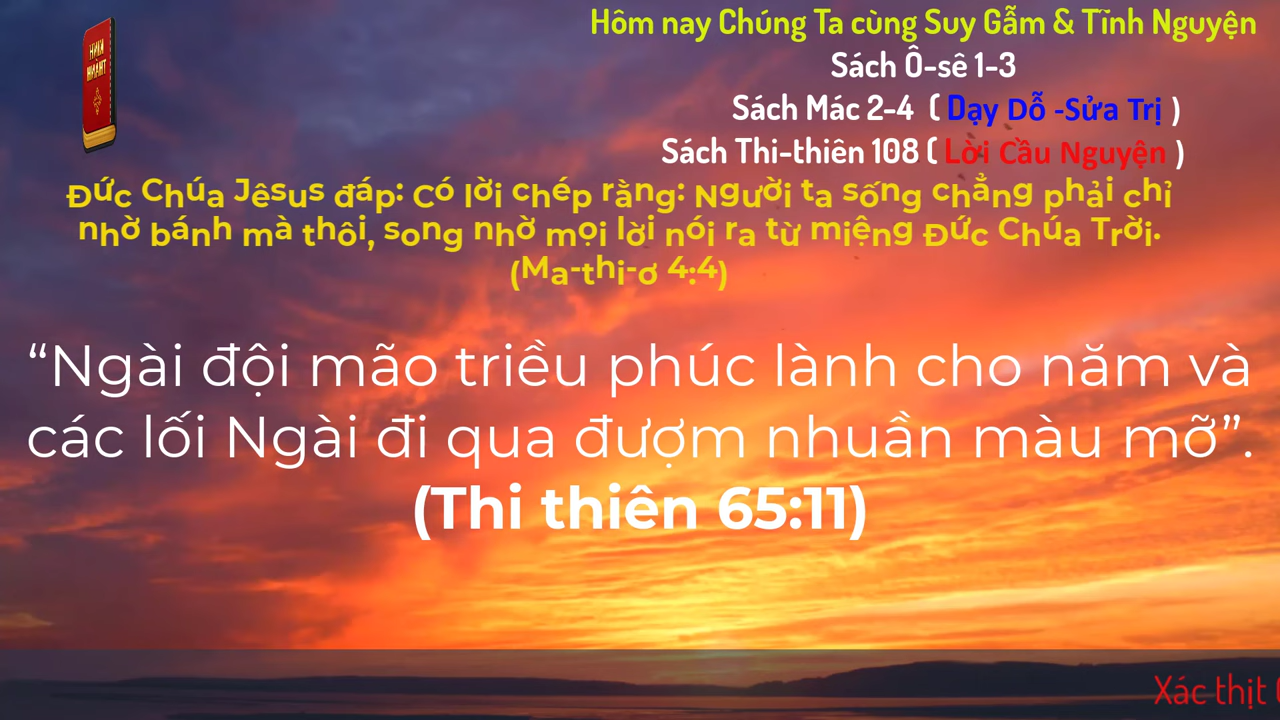 Hôm nay Chúng Ta cùng Suy Gẫm & Tĩnh Nguyện
Sách Ô-sê 1-3
Sách Mác 2-4 ( Dạy Dỗ -Sửa Trị )
Sách Thi-thiên 108 ( Lời Cầu Nguyện )
Đức Chúa Jêsus đáp: Có lời chép rằng: Người ta sống chẳng phải chỉ
nhờ bánh mà thôi, song nhờ mọi lời nói ra từ miệng Đức Chúa Trời.
(Ma-thi-ơ 4:4)
“Ngài đội mão triều phúc lành cho năm và
các lối Ngài đi qua đượm nhuần màu mỡ”.
(Thi thiên 65:11)
Xác thịt